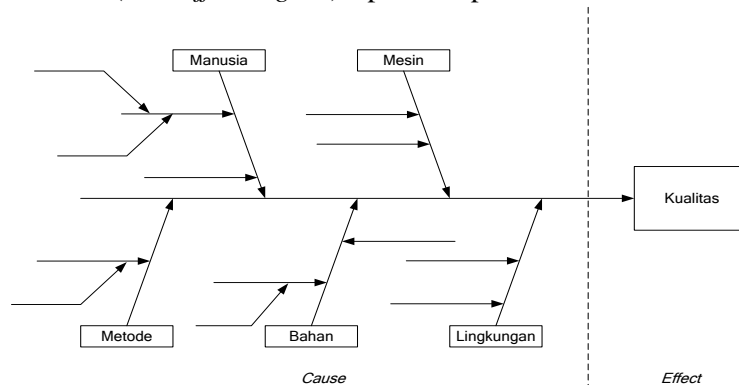 Manusia
Mesin
Kualitas
Metode
Bahan
Lingkungan
Cause
Effect